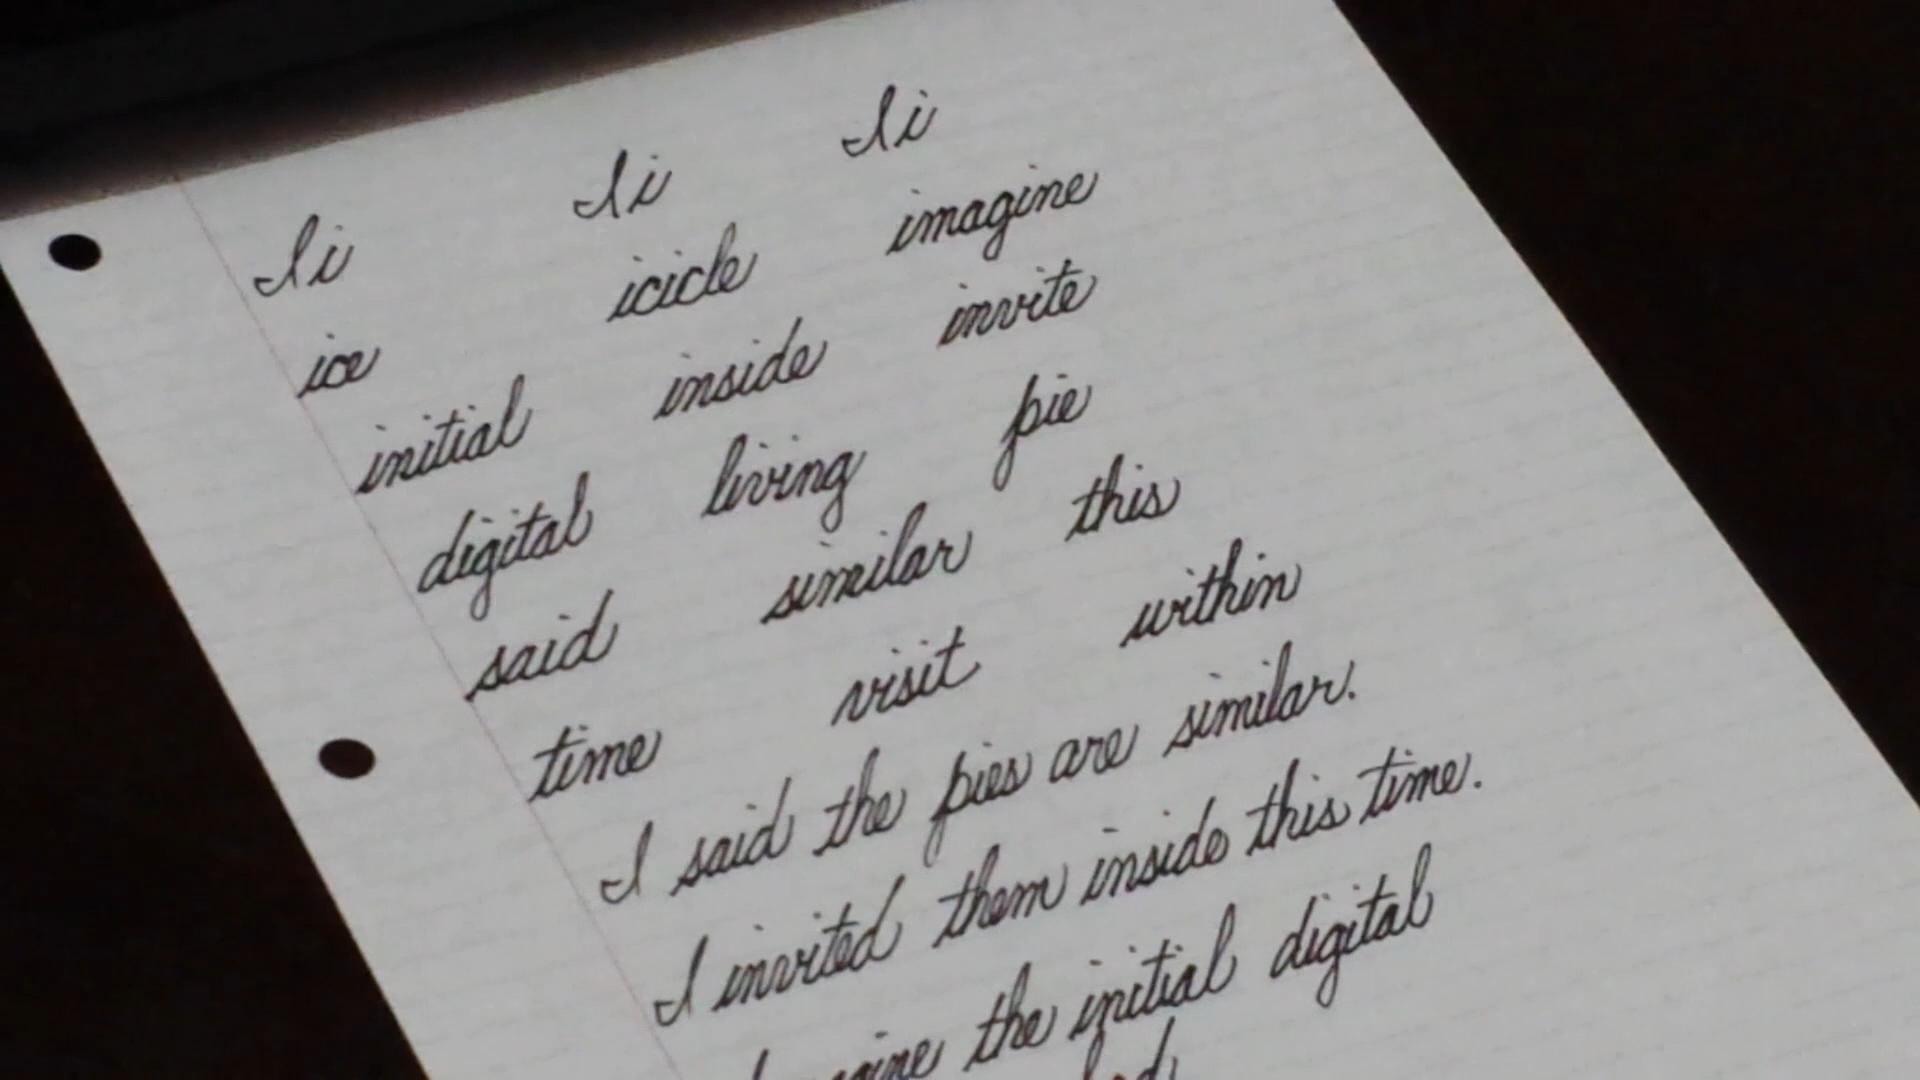 Ii Ii Ii
ice icicle imagine
initial inside invite
digital living pie
said similar this
time visit within
I said the pies are similar.
I invited them inside this time.
the initial digital